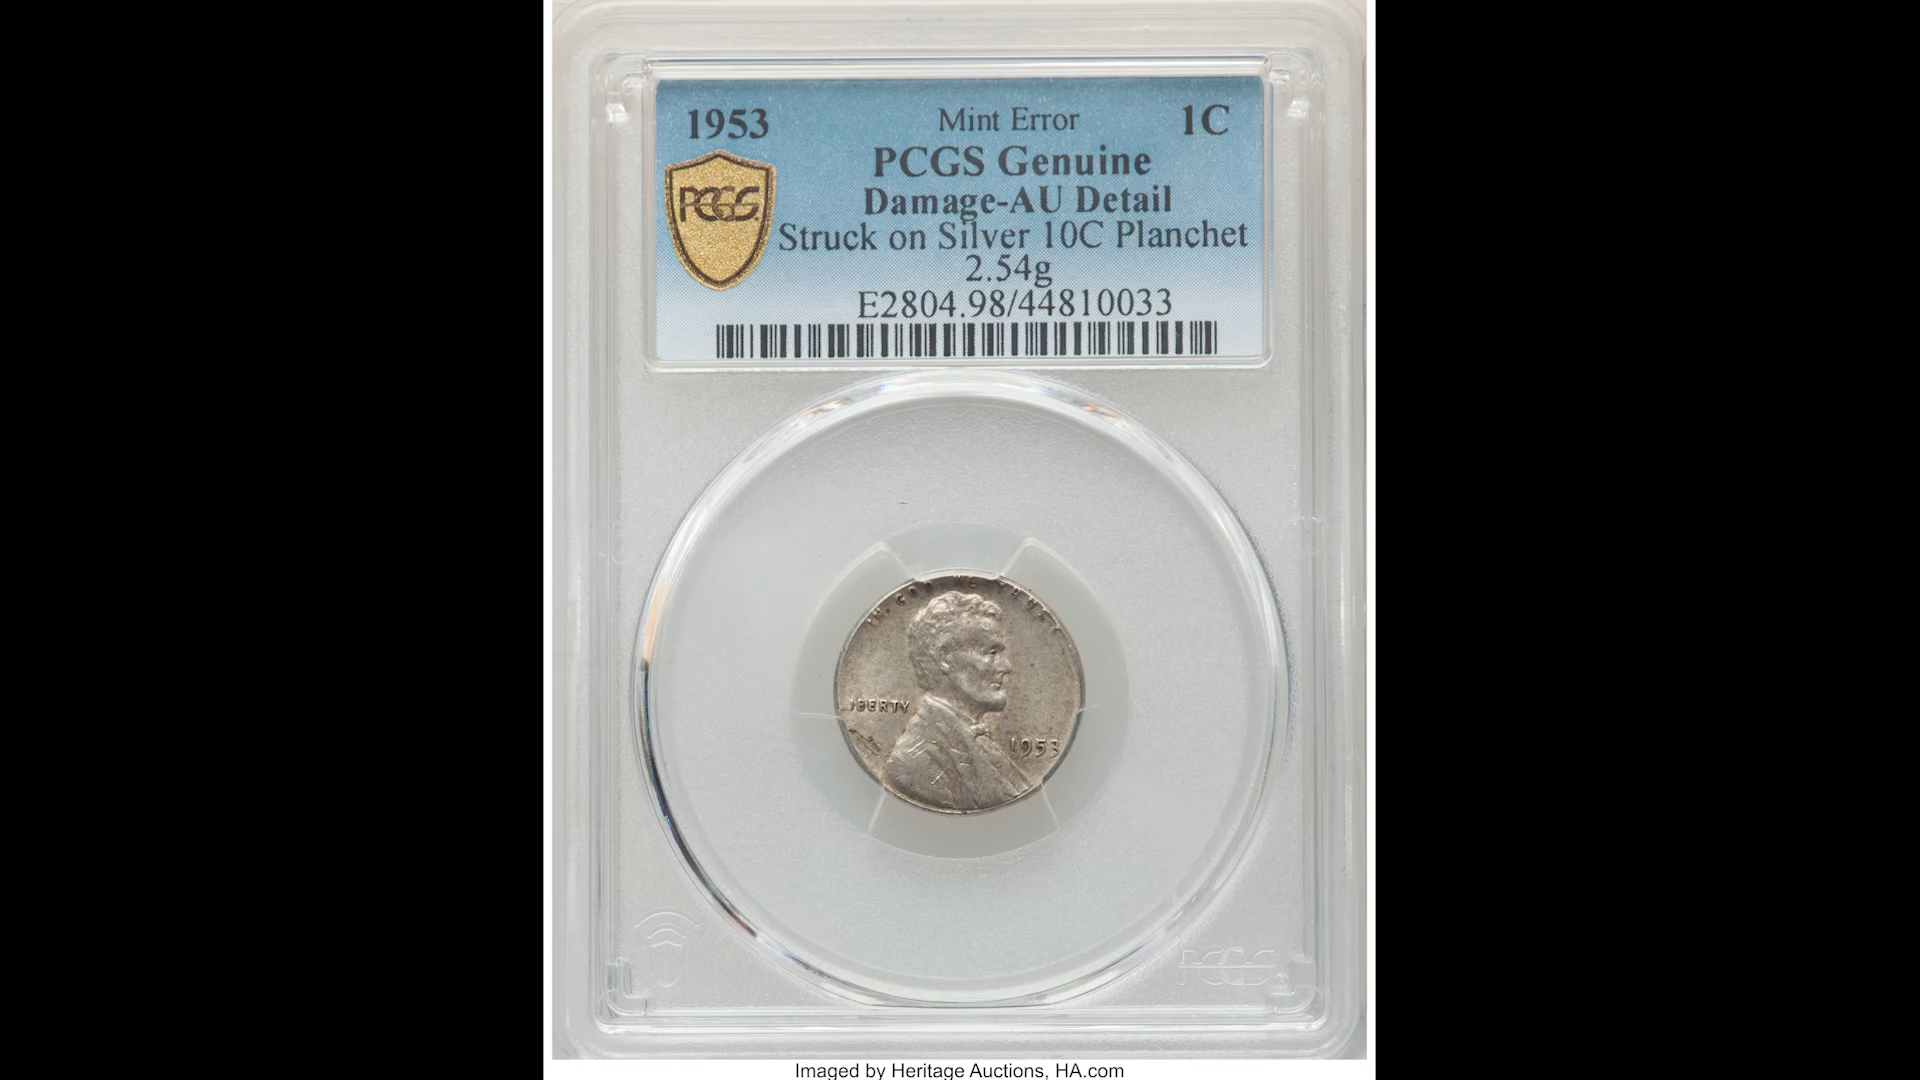 1953 Mint Error 1C
PCGS Genuine
Damage-AU Detail
PCGS
Struck on Silver 10C Planchet
2.54g
E2804.98/44810033
IN GOD WE TRUST
LIBERTY
1953
PCGS
Imaged by Heritage Auctions, HA.com